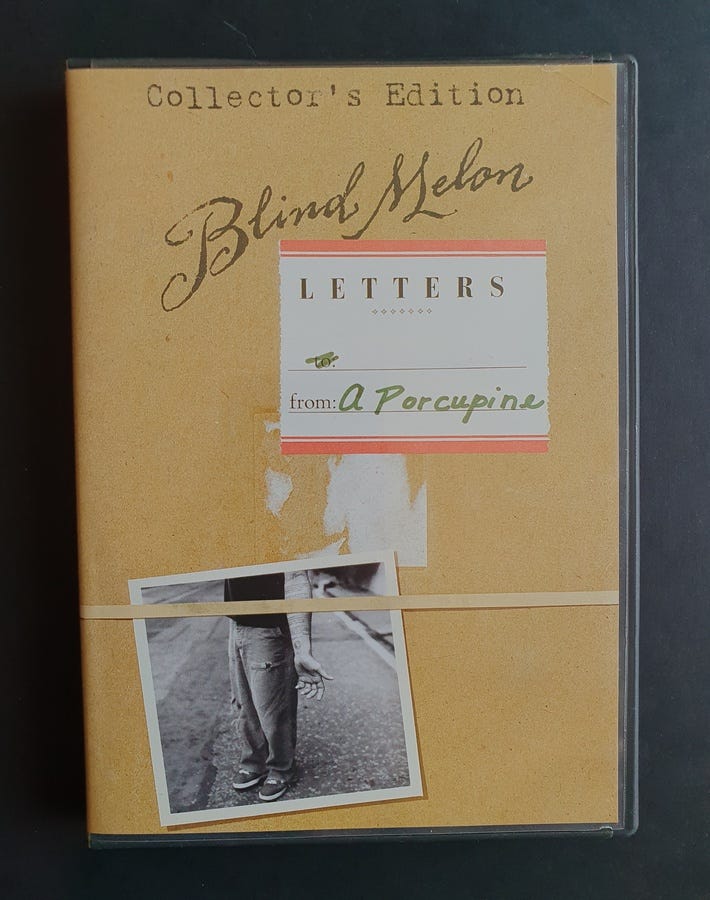 Collector's Edition
Blind Melon
LETTERS
to:
from: A Porcupine